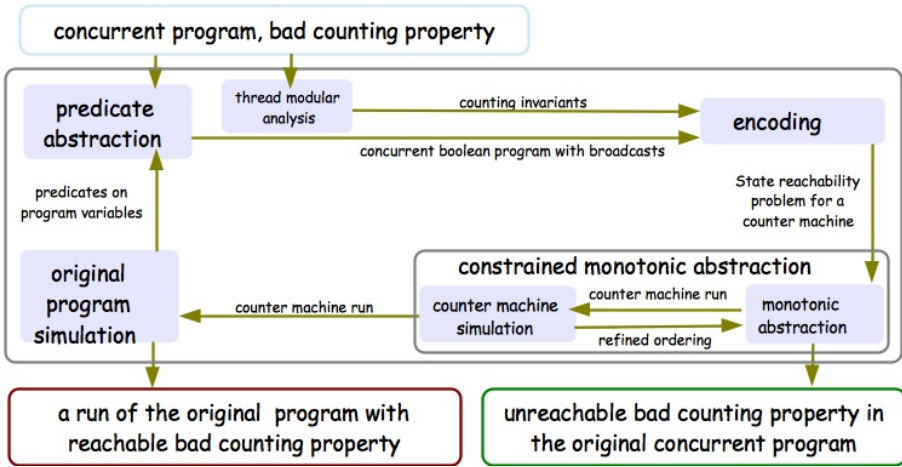 concurrent program, bad counting property
predicate
abstraction
thread modular
analysis
counting invariants
encoding
concurrent boolean program with broadcasts
predicates on
program variables
State reachability
problem for a
counter machine
original
program
simulation
constrained monotonic abstraction
counter machine run
counter machine
simulation
counter machine run
monotonic
abstraction
refined ordering
a run of the original program with
reachable bad counting property
unreachable bad counting property in
the original concurrent program